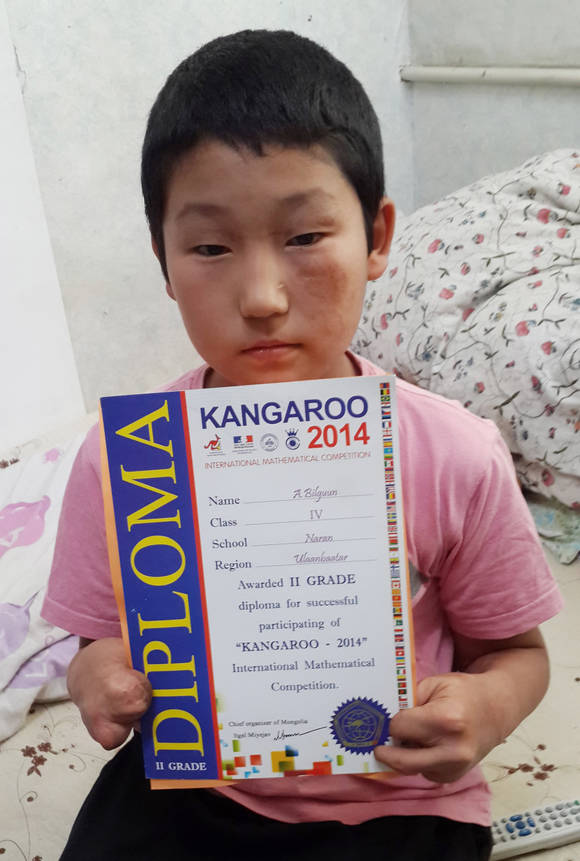 DIPLOMA
II GRADE
KANGAROO
2014
INTERNATIONAL MATHEMATICAL COMPETITION
Name A.Bilguun
Class IV
School Naran
Region Ulaanbaatar
Awarded II GRADE
diploma for successful
participating of
"KANGAROO - 2014"
International Mathematical
Competition.
Chief organizer of Mongolia